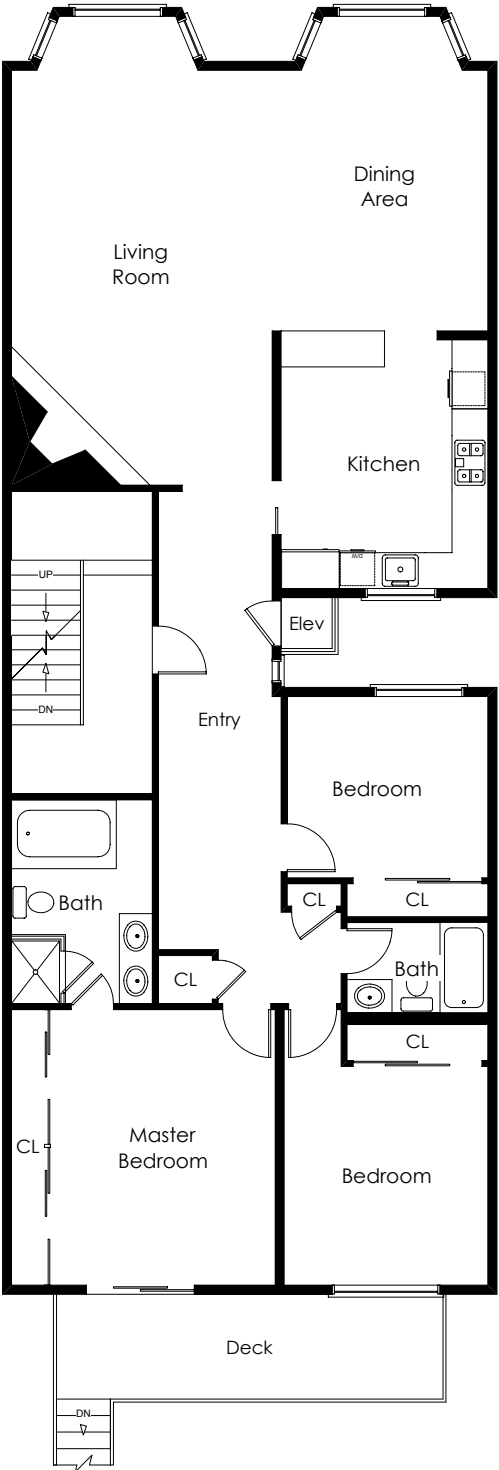 Dining
Area
Living
Room
Kitchen
D/W
UP
Elev
DN
Entry
Bedroom
CL
CL
Bath
Bath
CL
CL
Master
Bedroom
CL
Bedroom
Deck
DN